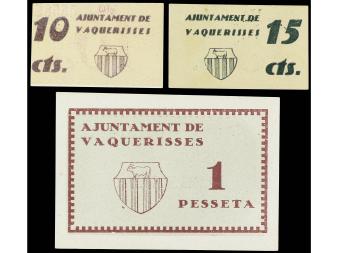 10 AJUNTAMENT DE
VAQUERISSES
cts.
AJUNTAMENT DE 15
VAQUERISSES
cts.
AJUNTAMENT DE
VAQUERISSES
1
PESSETA